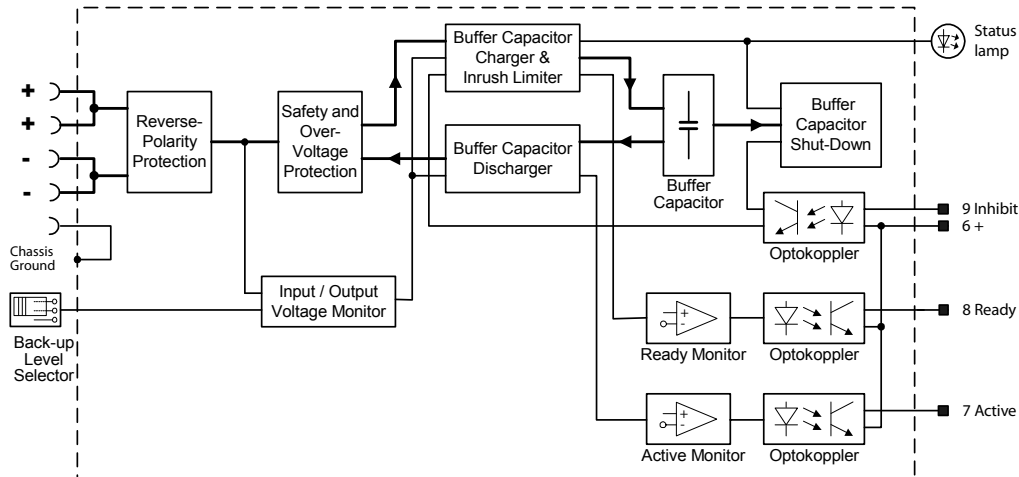 Buffer Capacitor
Charger &
Inrush Limiter
Status
lamp
+
+
-
-
Reverse-
Polarity
Protection
Safety and
Over-
Voltage
Protection
Buffer Capacitor
Discharger
Buffer
Capacitor
Buffer
Capacitor
Shut-Down
Chassis
Ground
9 Inhibit
6 +
Optokoppler
Input / Output
Voltage Monitor
Back-up
Level
Selector
+
-
Ready Monitor
Optokoppler
8 Ready
+
-
Active Monitor
Optokoppler
7 Active